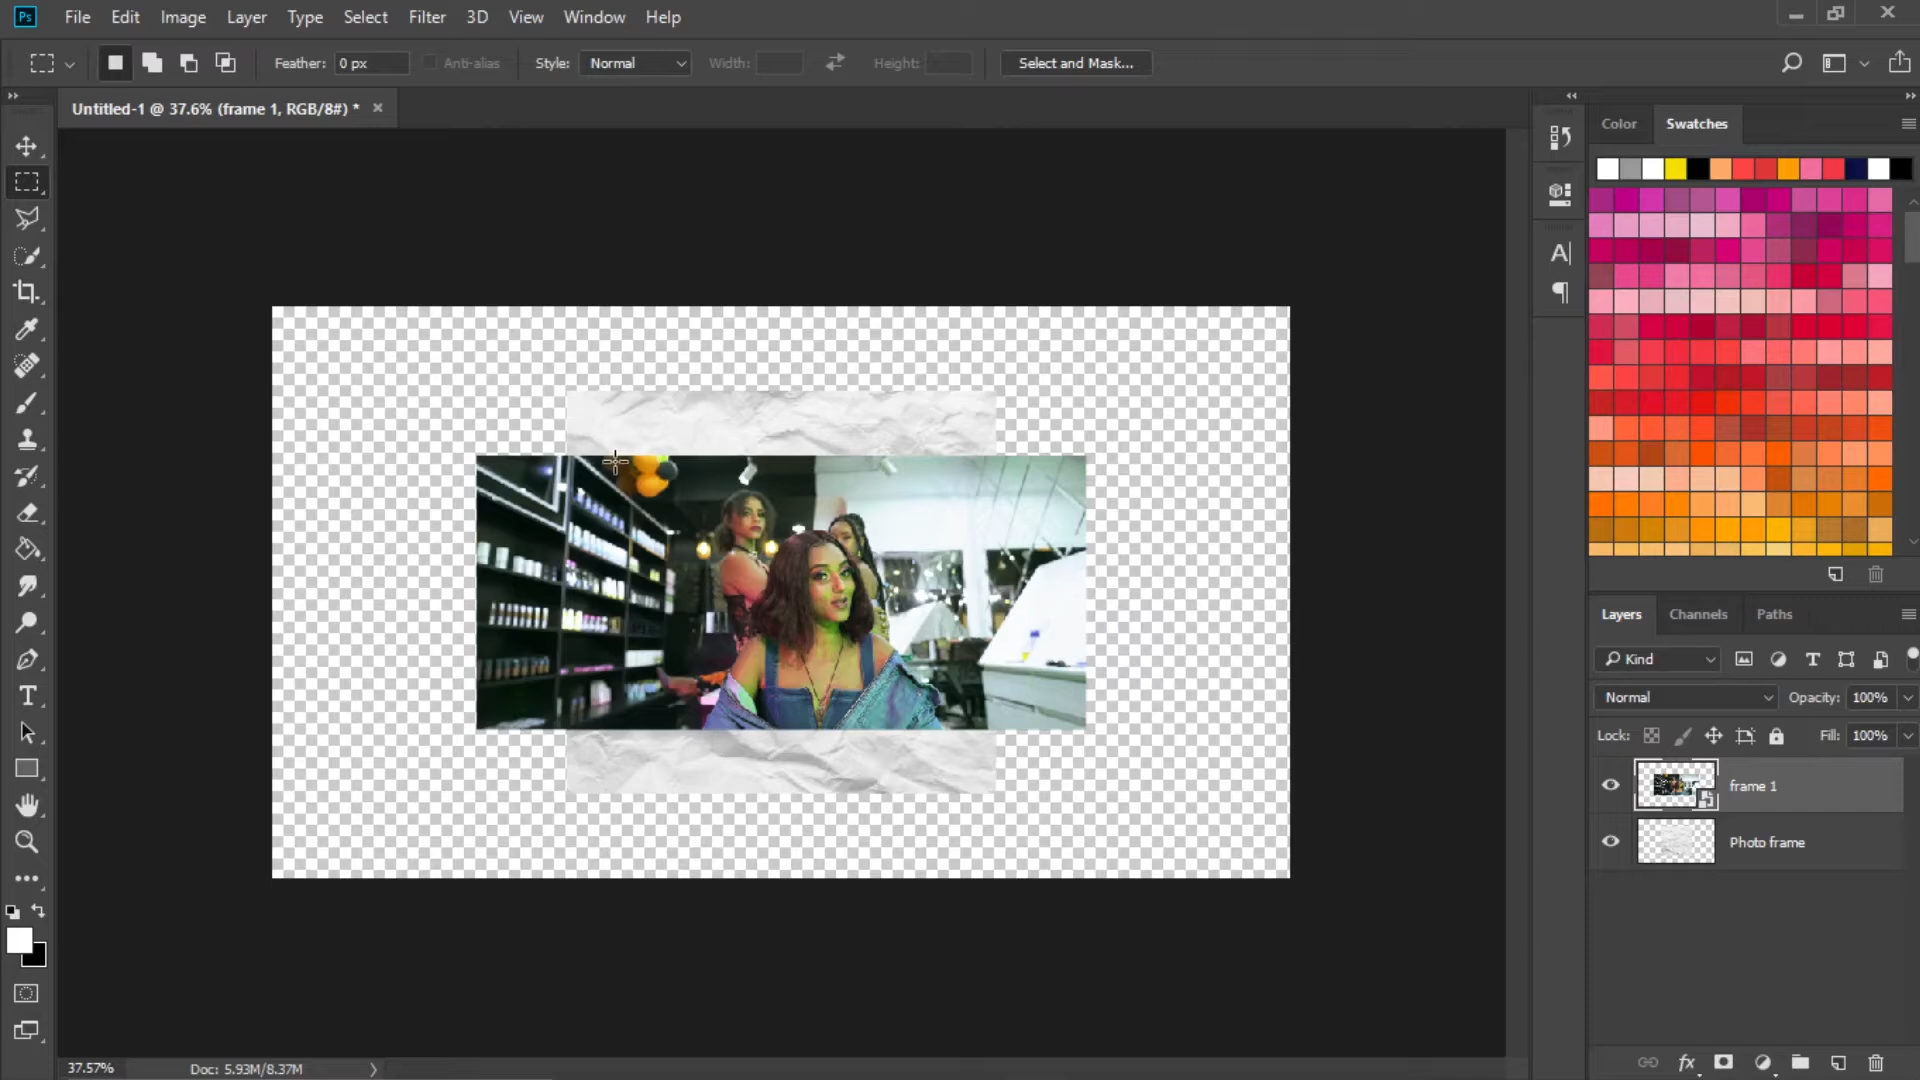 Ps File Edit Image Layer Type Select Filter 3D View Window Help
Feather: 0 px Anti-alias Style: Normal Width: Height: Select and Mask...
Untitled-1 @ 37.6% (frame 1, RGB/8#) *
Color Swatches
Layers Channels Paths
Kind
Normal Opacity: 100%
Lock: Fill: 100%
frame 1
Photo frame
fx
37.57% Doc: 5.93M/8.37M